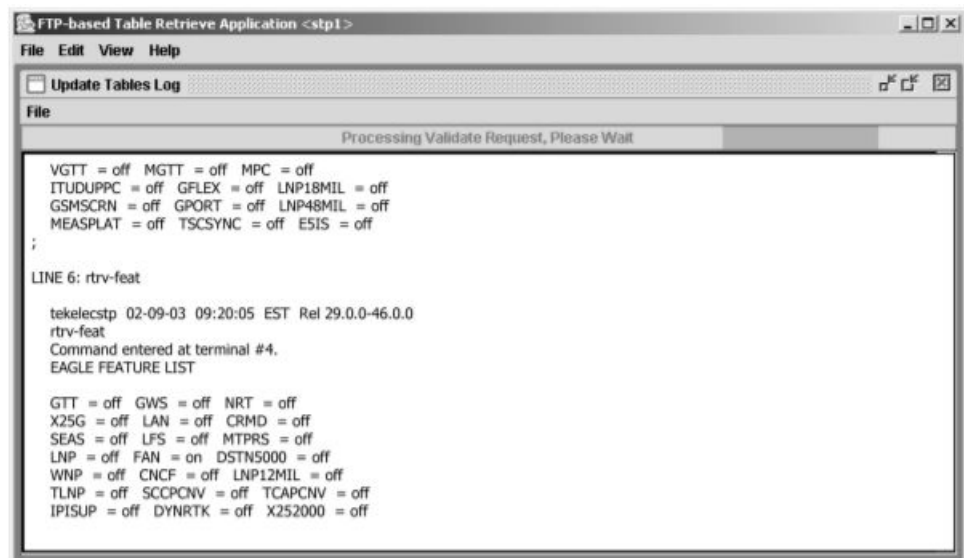 FTP-based Table Retrieve Application <stp1>
File Edit View Help
Update Tables Log
File
Processing Validate Request, Please Wait
VGTT = off MGTT = off MPC = off
ITUDUPPC = off GFLEX = off LNP18MIL = off
GSMSCRN = off GPORT = off LNP48MIL = off
MEASPLAT = off TSCSYNC = off E5IS = off
;
LINE 6: rtrv-feat
tekelecstp 02-09-03 09:20:05 EST Rel 29.0.0-46.0.0
rtrv-feat
Command entered at terminal #4.
EAGLE FEATURE LIST
GTT = off GWS = off NRT = off
X25G = off LAN = off CRMD = off
SEAS = off LFS = off MTPRS = off
LNP = off FAN = on DSTN5000 = off
WNP = off CNCF = off LNP12MIL = off
TLNP = off SCCPCNV = off TCAPCNV = off
IPISUP = off DYNRTK = off X252000 = off